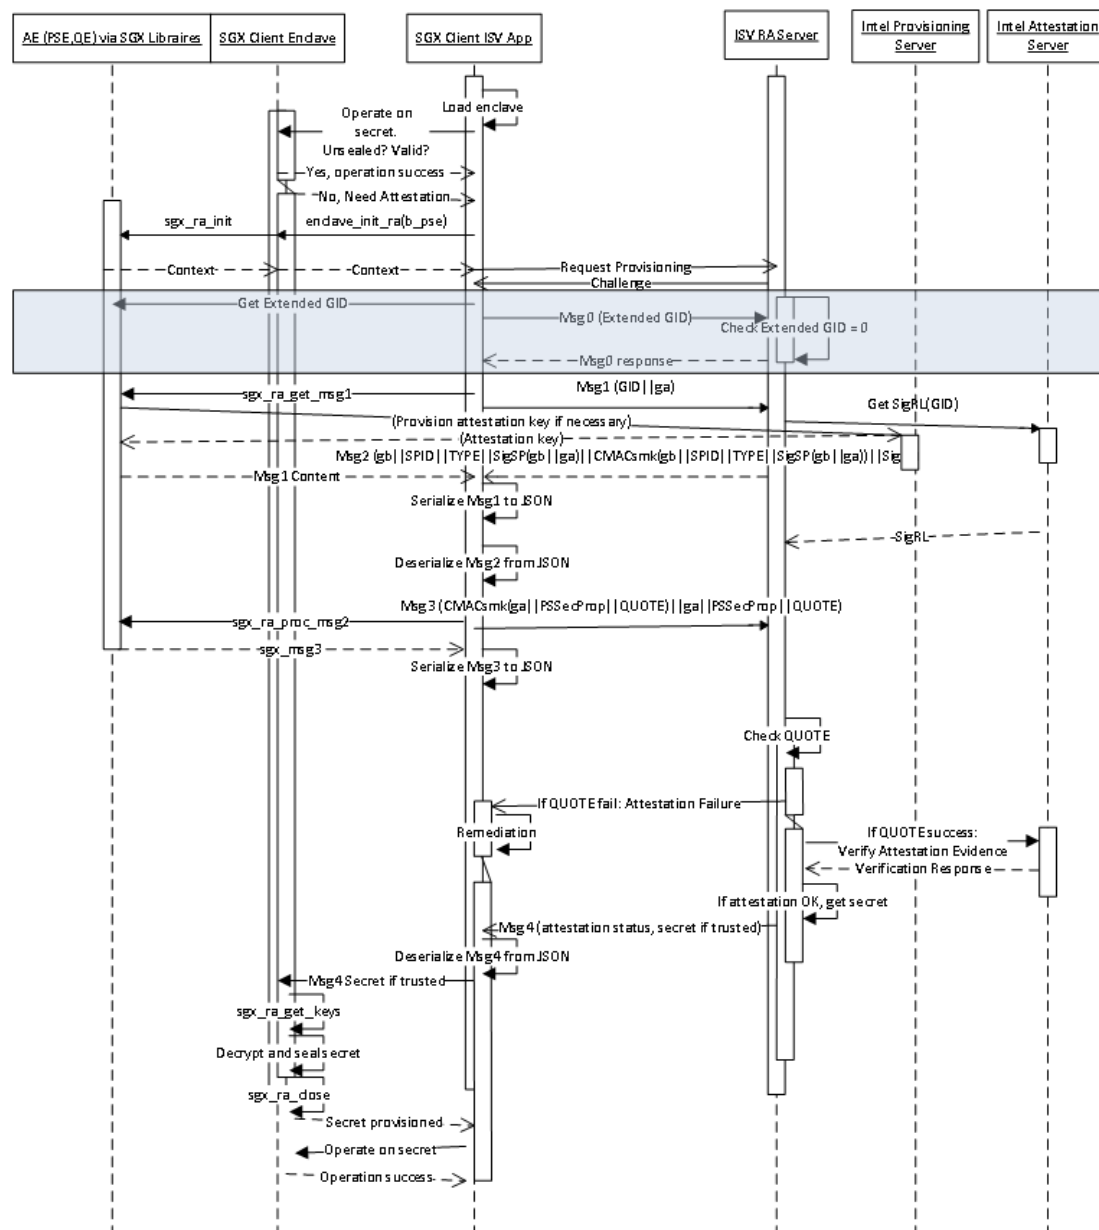 AE (PSE,QE) via SGX Libraires
SGX Client Enclave
SGX Client ISV App
ISV RA Server
Intel Provisioning
Server
Intel Attestation
Server
Load enclave
Operate on
secret.
Unsealed? Valid?
Yes, operation success
No, Need Attestation
sgx_ra_init
enclave_init_ra(b_pse)
Context
Context
Request Provisioning
Challenge
Get Extended GID
Msg0 (Extended GID)
Check Extended GID = 0
Msg0 response
sgx_ra_get_msg1
Msg1 (GID||ga)
Get SigRL(GID)
(Provision attestation key if necessary)
(Attestation key)
Msg2 (gb||SPID||TYPE||SigSP(gb||ga)||CMACsmk(gb||SPID||TYPE||SigSP(gb||ga))||Sig
Msg1 Content
Serialize Msg1 to JSON
SigRL
Deserialize Msg2 from JSON
Msg3 (CMACsmk(ga||PSSecProp||QUOTE)||ga||PSSecProp||QUOTE)
sgx_ra_proc_msg2
sgx_msg3
Serialize Msg3 to JSON
Check QUOTE
If QUOTE fail: Attestation Failure
Remediation
If QUOTE success:
Verify Attestation Evidence
Verification Response
If attestation OK, get secret
Msg4 (attestation status, secret if trusted)
Deserialize Msg4 from JSON
Msg4 Secret if trusted
sgx_ra_get_keys
Decrypt and seal secret
sgx_ra_close
Secret provisioned
Operate on secret
Operation success